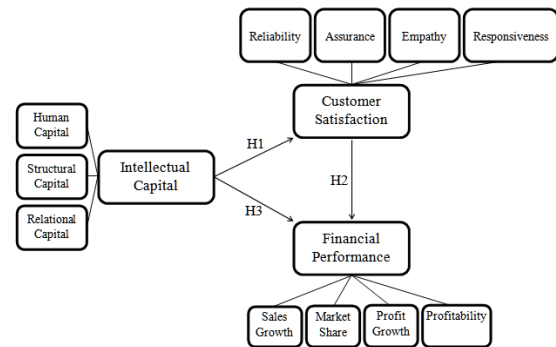 Reliability
Assurance
Empathy
Responsiveness
Customer
Satisfaction
Human
Capital
Structural
Capital
Relational
Capital
Intellectual
Capital
H1
H2
H3
Financial
Performance
Sales
Growth
Market
Share
Profit
Growth
Profitability